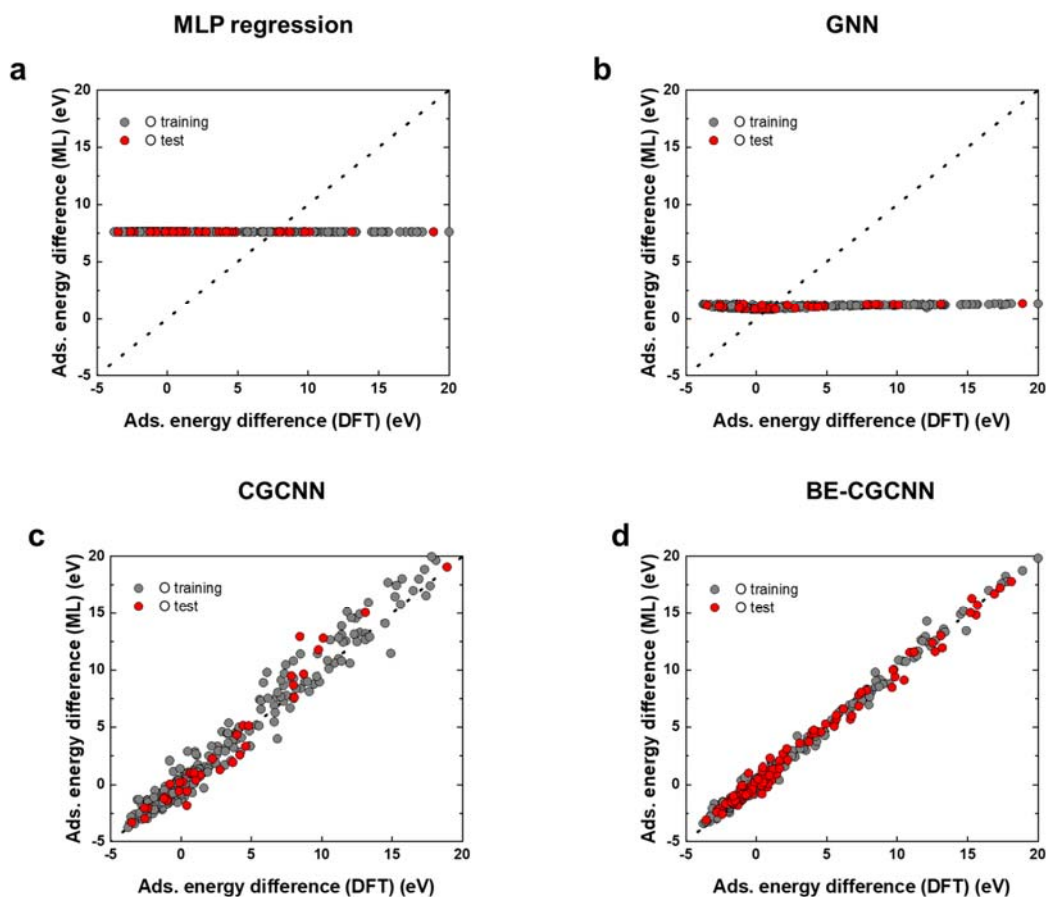 MLP regression
GNN
a
20
15
10
5
0
-5
Ads. energy difference (ML) (eV)
O training
O test
-5 0 5 10 15 20
Ads. energy difference (DFT) (eV)
b
20
15
10
5
0
-5
Ads. energy difference (ML) (eV)
O training
O test
-5 0 5 10 15 20
Ads. energy difference (DFT) (eV)
CGCNN
BE-CGCNN
c
20
15
10
5
0
-5
Ads. energy difference (ML) (eV)
O training
O test
-5 0 5 10 15 20
Ads. energy difference (DFT) (eV)
d
20
15
10
5
0
-5
Ads. energy difference (ML) (eV)
O training
O test
-5 0 5 10 15 20
Ads. energy difference (DFT) (eV)